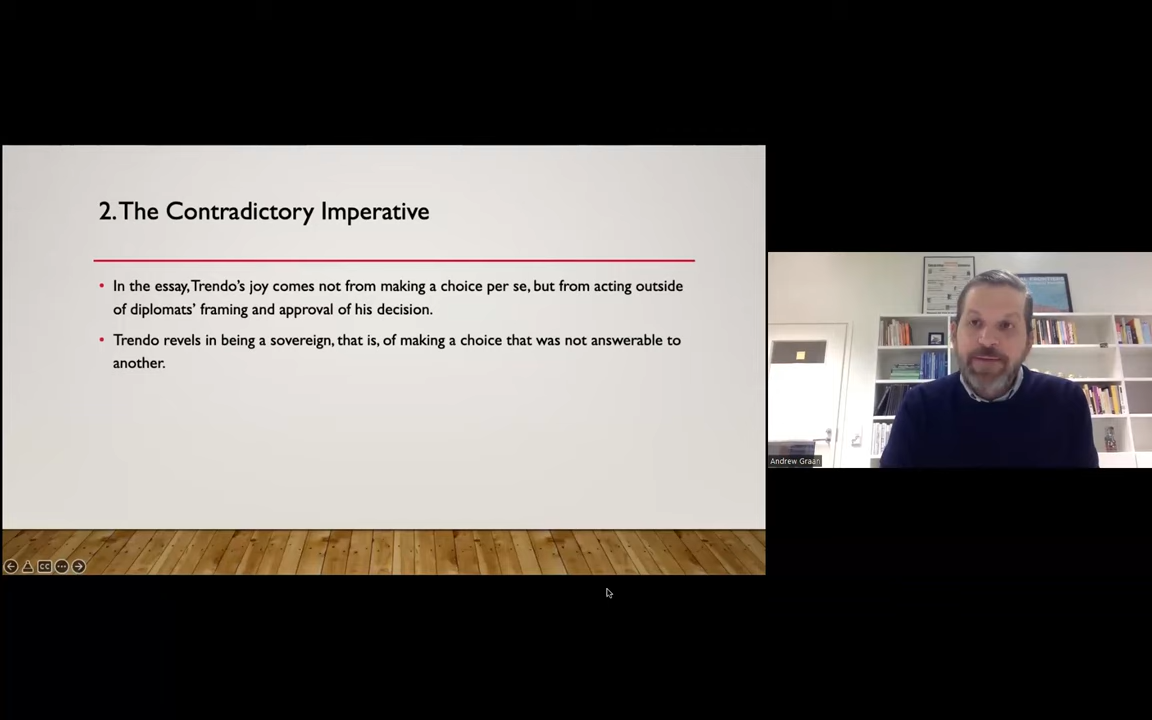 2. The Contradictory Imperative
• In the essay, Trendo's joy comes not from making a choice per se, but from acting outside
of diplomats' framing and approval of his decision.
• Trendo revels in being a sovereign, that is, of making a choice that was not answerable to
another.
Andrew Graan
CC